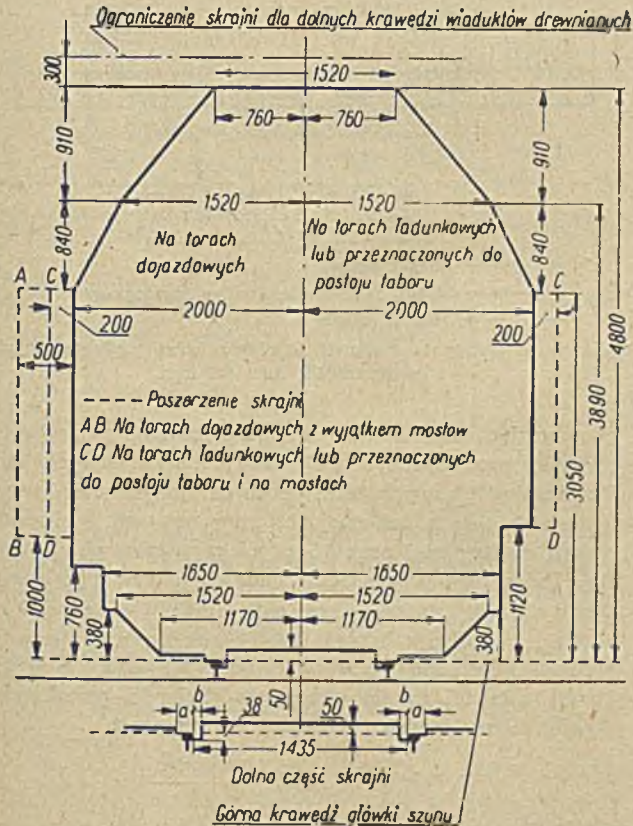 Ograniczenie skrajni dla dolnych krawędzi wiaduktów drewnianych
300
1520
760
760
910
910
1520
1520
840
840
Na torach
dojazdowych
Na torach ładunkowych
lub przeznaczonych do
postoju taboru
A
C
C
2000
2000
200
200
500
4800
3890
3050
Poszerzenie skrajni
AB Na torach dojazdowych z wyjątkiem mostów
CD Na torach ładunkowych lub przeznaczonych
do postoju taboru i na mostach
B
D
D
1000
760
380
1650
1650
1520
1520
1170
1170
380
1120
50
a
b
38
50
b
a
1435
Dolna część skrajni
Górna krawędź główki szyny